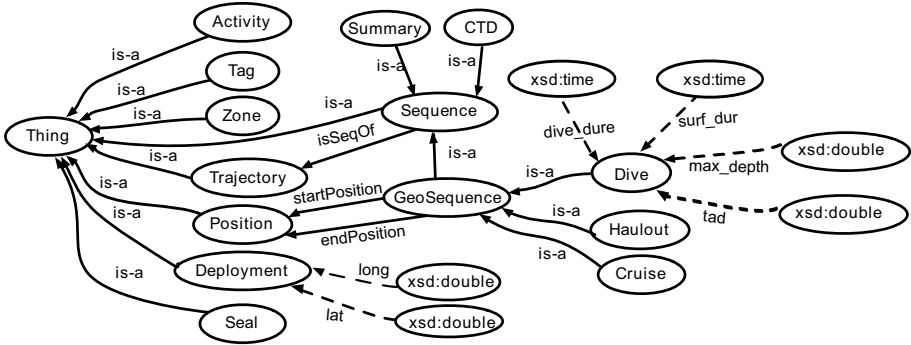 Activity
Summary
CTD
is-a
is-a
is-a
Tag
xsd:time
xsd:time
is-a
Zone
is-a
is-a
Sequence
dive_dure
surf_dur
Thing
isSeqOf
xsd:double
max_depth
is-a
Trajectory
is-a
is-a
Dive
startPosition
GeoSequence
is-a
Position
tad
xsd:double
endPosition
is-a
Haulout
is-a
is-a
Deployment
long
xsd:double
Cruise
is-a
lat
xsd:double
Seal